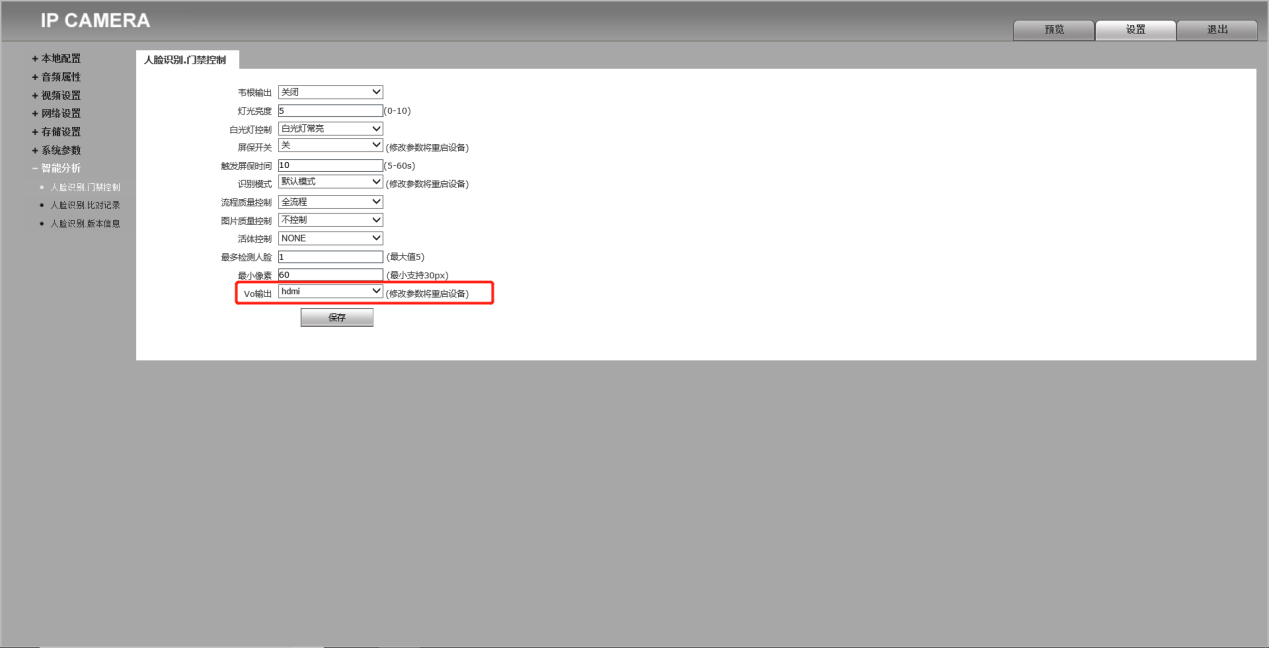 IP CAMERA
预览
设置
退出
+ 本地配置
+ 音频属性
+ 视频设置
+ 网络设置
+ 存储设置
+ 系统参数
− 智能分析
• 人脸识别.门禁控制
• 人脸识别.比对记录
• 人脸识别.版本信息
人脸识别.门禁控制
韦根输出 关闭
灯光亮度 5 (0-10)
白光灯控制 白光灯常亮
屏保开关 关 (修改参数将重启设备)
触发屏保时间 10 (5-60s)
识别模式 默认模式 (修改参数将重启设备)
流程质量控制 全流程
图片质量控制 不控制
活体控制 NONE
最多检测人脸 1 (最大值5)
最小像素 60 (最小支持30px)
Vo输出 hdmi (修改参数将重启设备)
保存